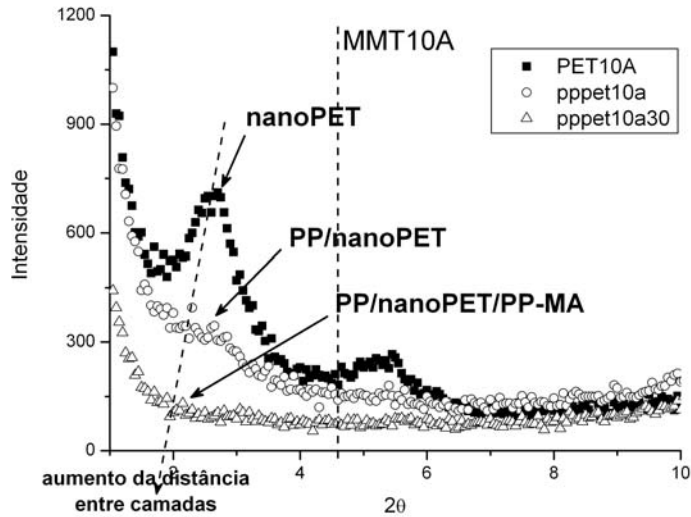 1200
900
600
300
0
Intensidade
MMT10A
PET10A
pppet10a
pppet10a30
nanoPET
PP/nanoPET
PP/nanoPET/PP-MA
2
4
6
8
10
aumento da distância
entre camadas
2θ